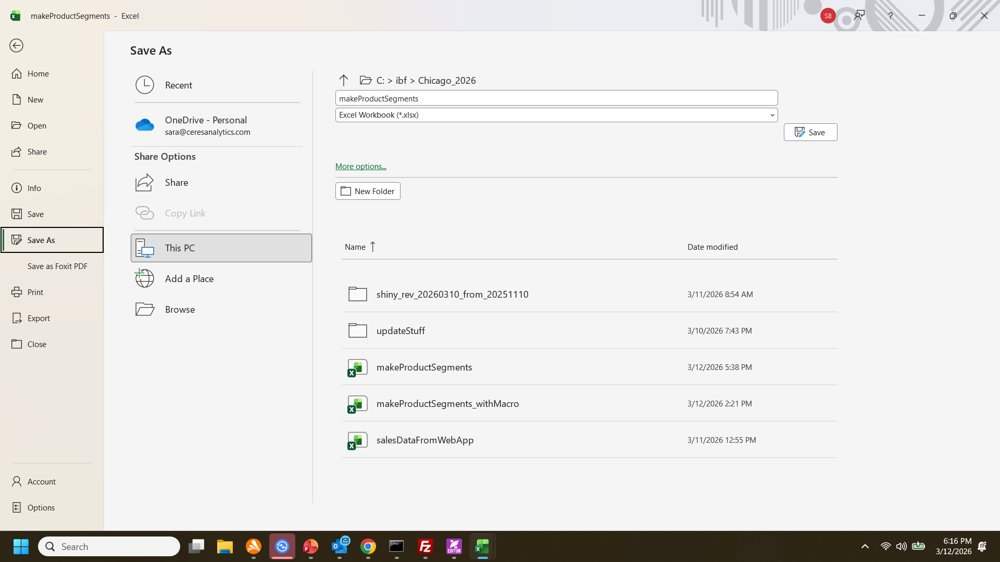 makeProductSegments - Excel
SB
?
Save As
Home
New
Open
Share
Info
Save
Save As
Save as Foxit PDF
Print
Export
Close
Account
Options
Recent
OneDrive - Personal
sara@ceresanalytics.com
Share Options
Share
Copy Link
This PC
Add a Place
Browse
C: > ibf > Chicago_2026
makeProductSegments
Excel Workbook (*.xlsx)
Save
More options...
New Folder
Name Date modified
shiny_rev_20260310_from_20251110 3/11/2026 8:54 AM
updateStuff 3/10/2026 7:43 PM
makeProductSegments 3/12/2026 5:38 PM
makeProductSegments_withMacro 3/12/2026 2:21 PM
salesDataFromWebApp 3/11/2026 12:55 PM
Search
EDITOR
6:16 PM
3/12/2026